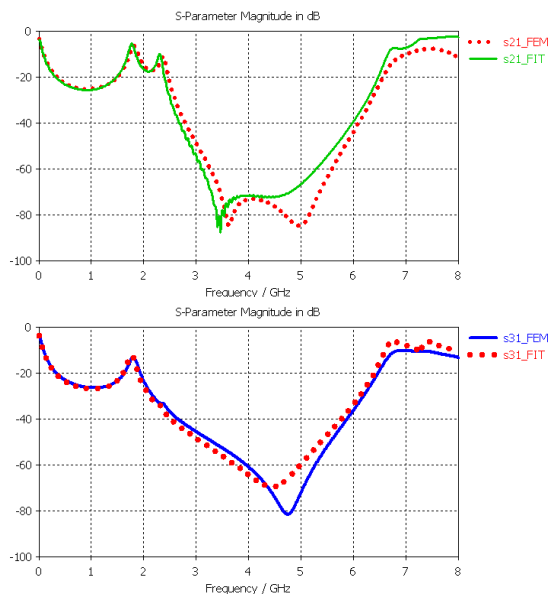 S-Parameter Magnitude in dB
0
-20
-40
-60
-80
-100
0 1 2 3 4 5 6 7 8
Frequency / GHz
s21_FEM
s21_FIT
S-Parameter Magnitude in dB
0
-20
-40
-60
-80
-100
0 1 2 3 4 5 6 7 8
Frequency / GHz
s31_FEM
s31_FIT